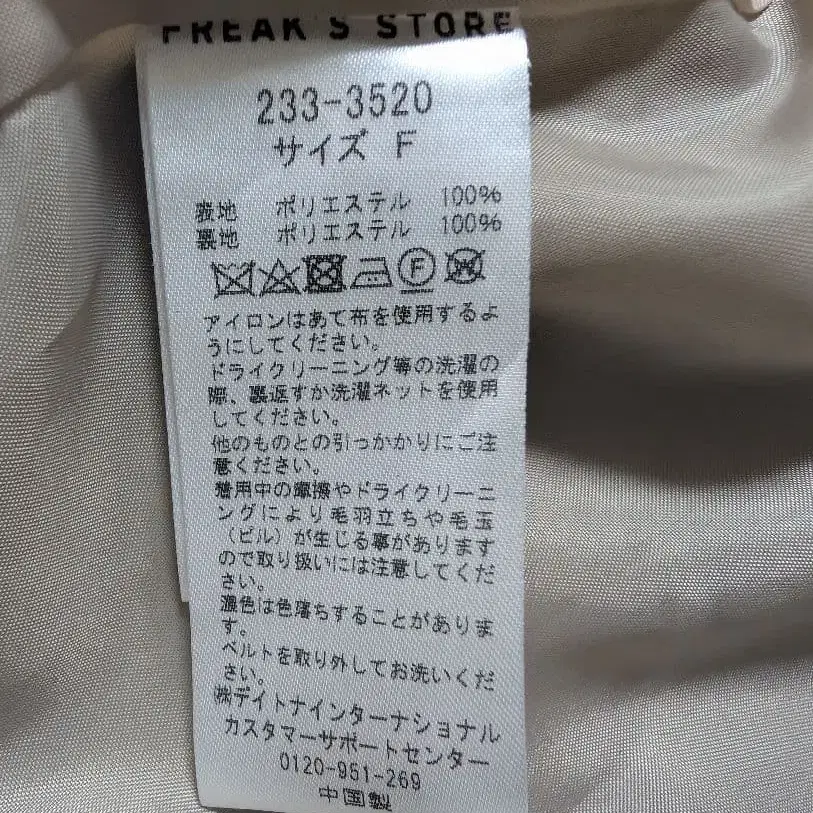 FREAK'S STORE
233-3520
サイズ F
表地 ポリエステル 100%
裏地 ポリエステル 100%
F
W
アイロンはあて布を使用するよ
うにしてください。
ドライクリーニング等の洗濯の
際、裏返すか洗濯ネットを使用
してください。
他のものとの引っかかりにご注
意ください。
着用中の摩擦やドライクリーニ
ングにより毛羽立ちや毛玉
（ピル）が生じる事があります
ので取り扱いには注意してくだ
さい。
濃色は色落ちすることがありま
す。
ベルトを取り外してお洗いくだ
さい。
㈱デイトナインターナショナル
カスタマーサポートセンター
0120-951-269
中国製